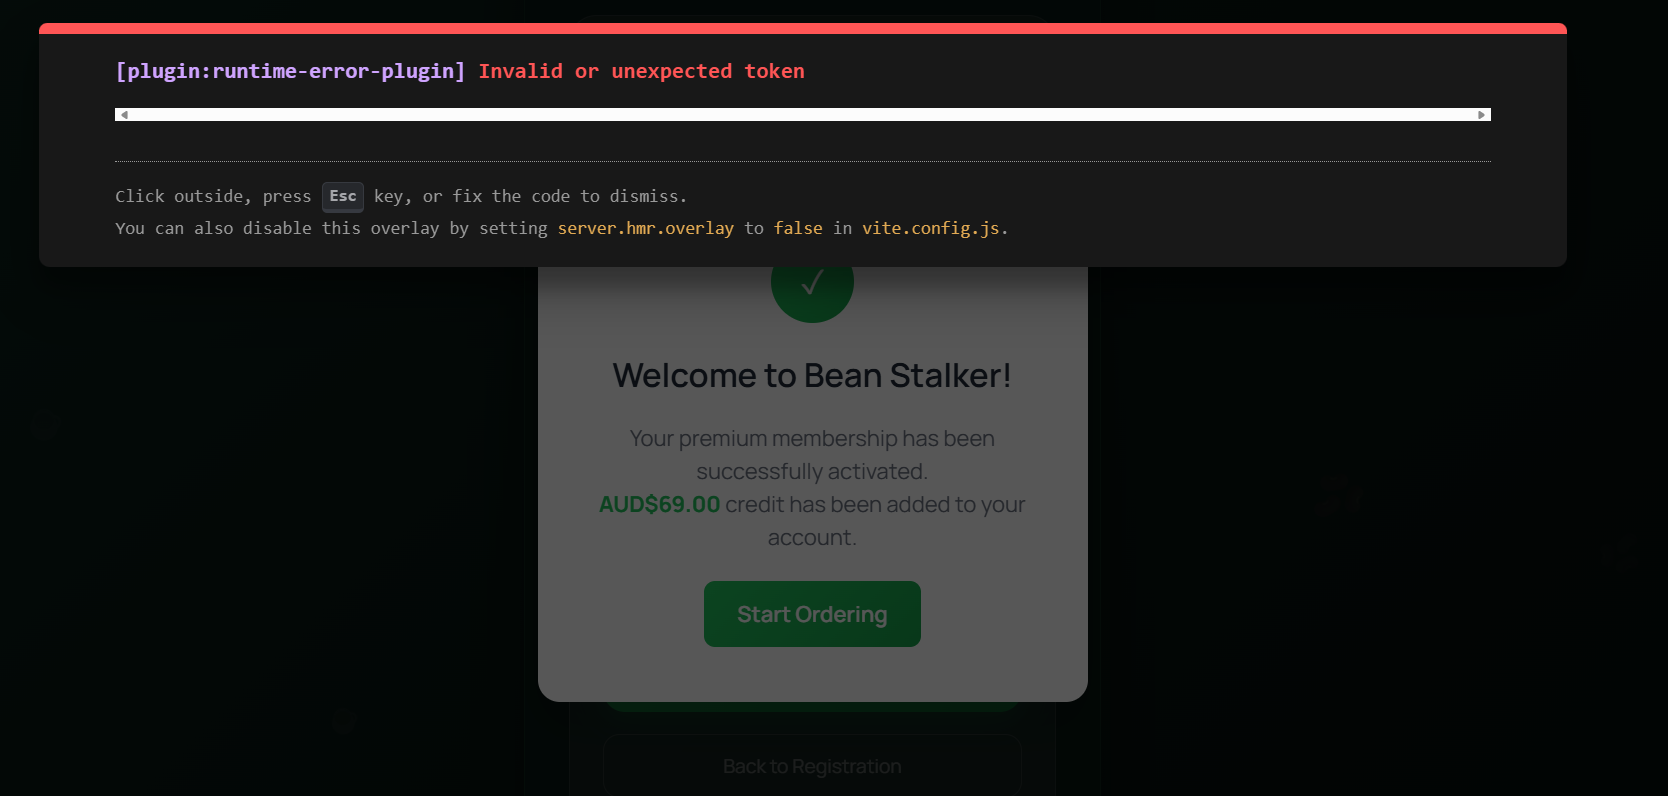 [plugin:runtime-error-plugin] Invalid or unexpected token
Click outside, press Esc key, or fix the code to dismiss.
You can also disable this overlay by setting server.hmr.overlay to false in vite.config.js.
✓
Welcome to Bean Stalker!
Your premium membership has been
successfully activated.
AUD$69.00 credit has been added to your
account.
Start Ordering
Back to Registration